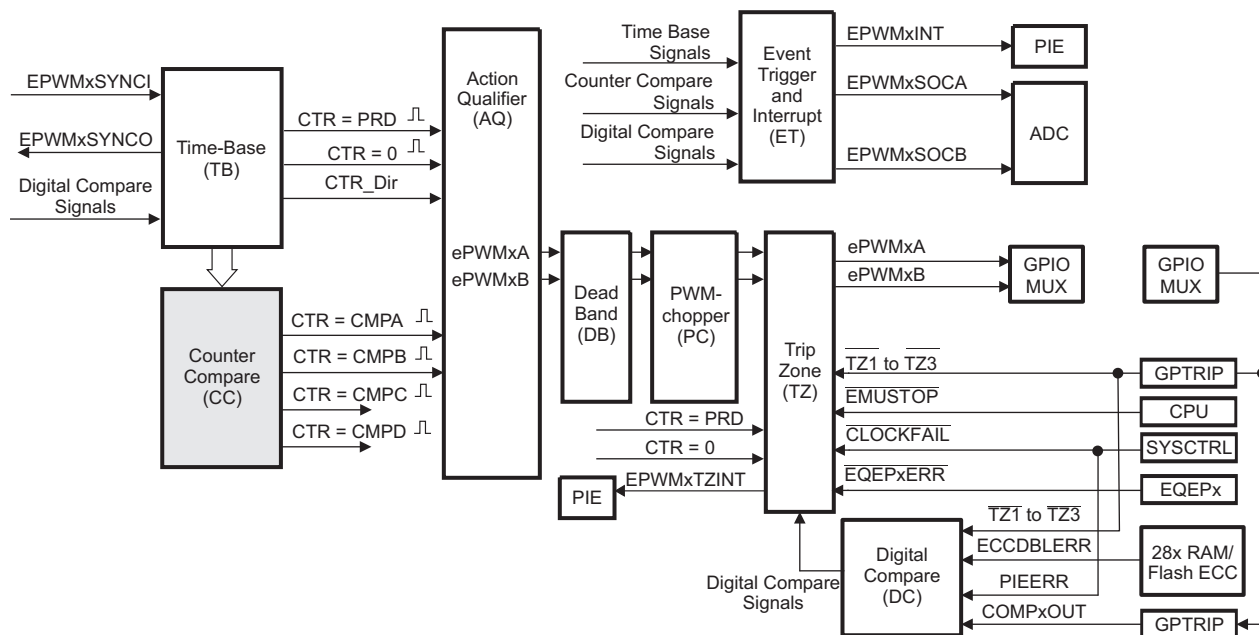 EPWMxSYNCI
EPWMxSYNCO
Digital Compare
Signals
Time-Base
(TB)
CTR = PRD
CTR = 0
CTR_Dir
Counter
Compare
(CC)
CTR = CMPA
CTR = CMPB
CTR = CMPC
CTR = CMPD
Action
Qualifier
(AQ)
ePWMxA
ePWMxB
Time Base
Signals
Counter Compare
Signals
Digital Compare
Signals
Event
Trigger
and
Interrupt
(ET)
EPWMxINT
EPWMxSOCA
EPWMxSOCB
PIE
ADC
Dead
Band
(DB)
PWM-
chopper
(PC)
Trip
Zone
(TZ)
ePWMxA
ePWMxB
GPIO
MUX
GPIO
MUX
TZ1 to TZ3
EMUSTOP
CLOCKFAIL
EQEPxERR
GPTRIP
CPU
SYSCTRL
EQEPx
CTR = PRD
CTR = 0
EPWMxTZINT
PIE
Digital Compare
Signals
Digital
Compare
(DC)
TZ1 to TZ3
ECCDBLERR
PIEERR
COMPxOUT
28x RAM/
Flash ECC
GPTRIP